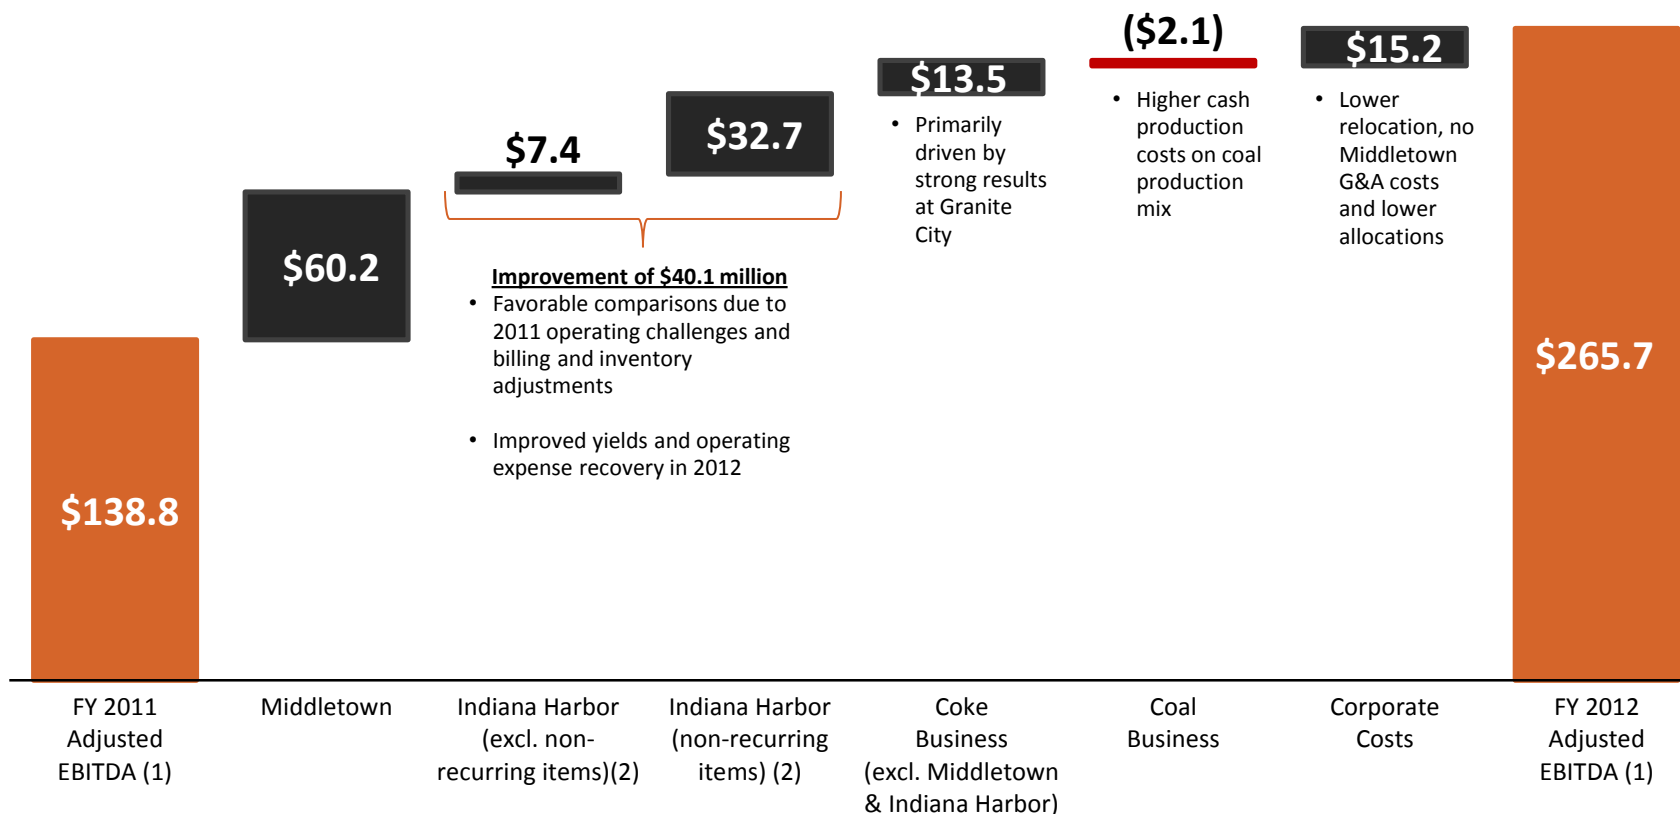 $138.8
$60.2
$7.4
$32.7
Improvement of $40.1 million
• Favorable comparisons due to
2011 operating challenges and
billing and inventory
adjustments
• Improved yields and operating
expense recovery in 2012
$13.5
• Primarily
driven by
strong results
at Granite
City
($2.1)
• Higher cash
production
costs on coal
production
mix
$15.2
• Lower
relocation, no
Middletown
G&A costs
and lower
allocations
$265.7
FY 2011
Adjusted
EBITDA (1)
Middletown
Indiana Harbor
(excl. non-
recurring items)(2)
Indiana Harbor
(non-recurring
items) (2)
Coke
Business
(excl. Middletown
& Indiana Harbor)
Coal
Business
Corporate
Costs
FY 2012
Adjusted
EBITDA (1)